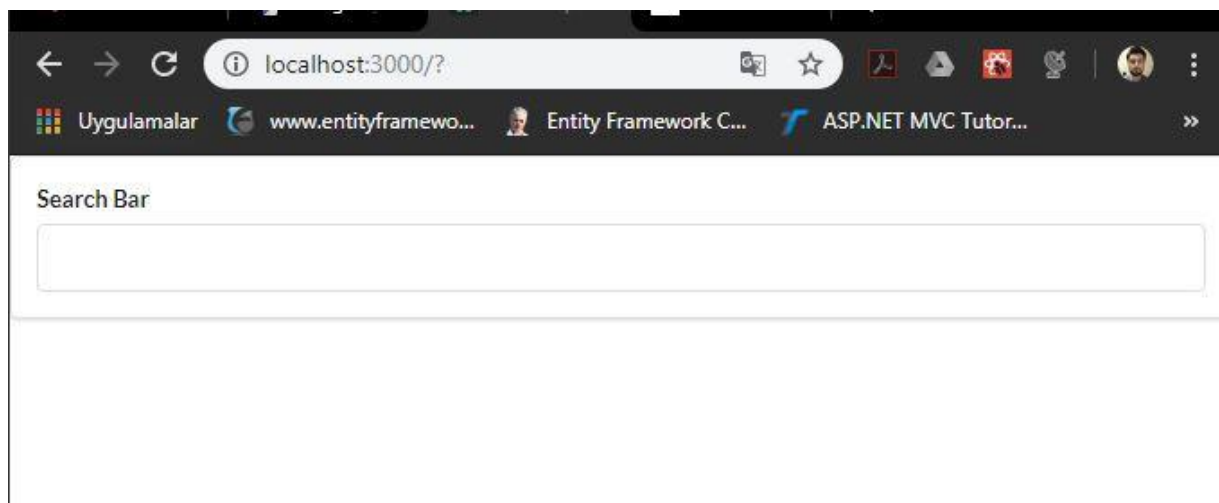 localhost:3000/?
Uygulamalar www.entityframewo... Entity Framework C... ASP.NET MVC Tutor... »
Search Bar